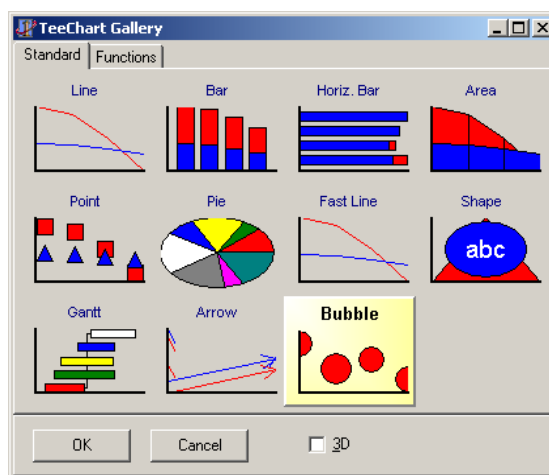 TeeChart Gallery
Standard Functions
Line Bar Horiz. Bar Area
Point Pie Fast Line Shape
abc
Gantt Arrow Bubble
OK Cancel 3D